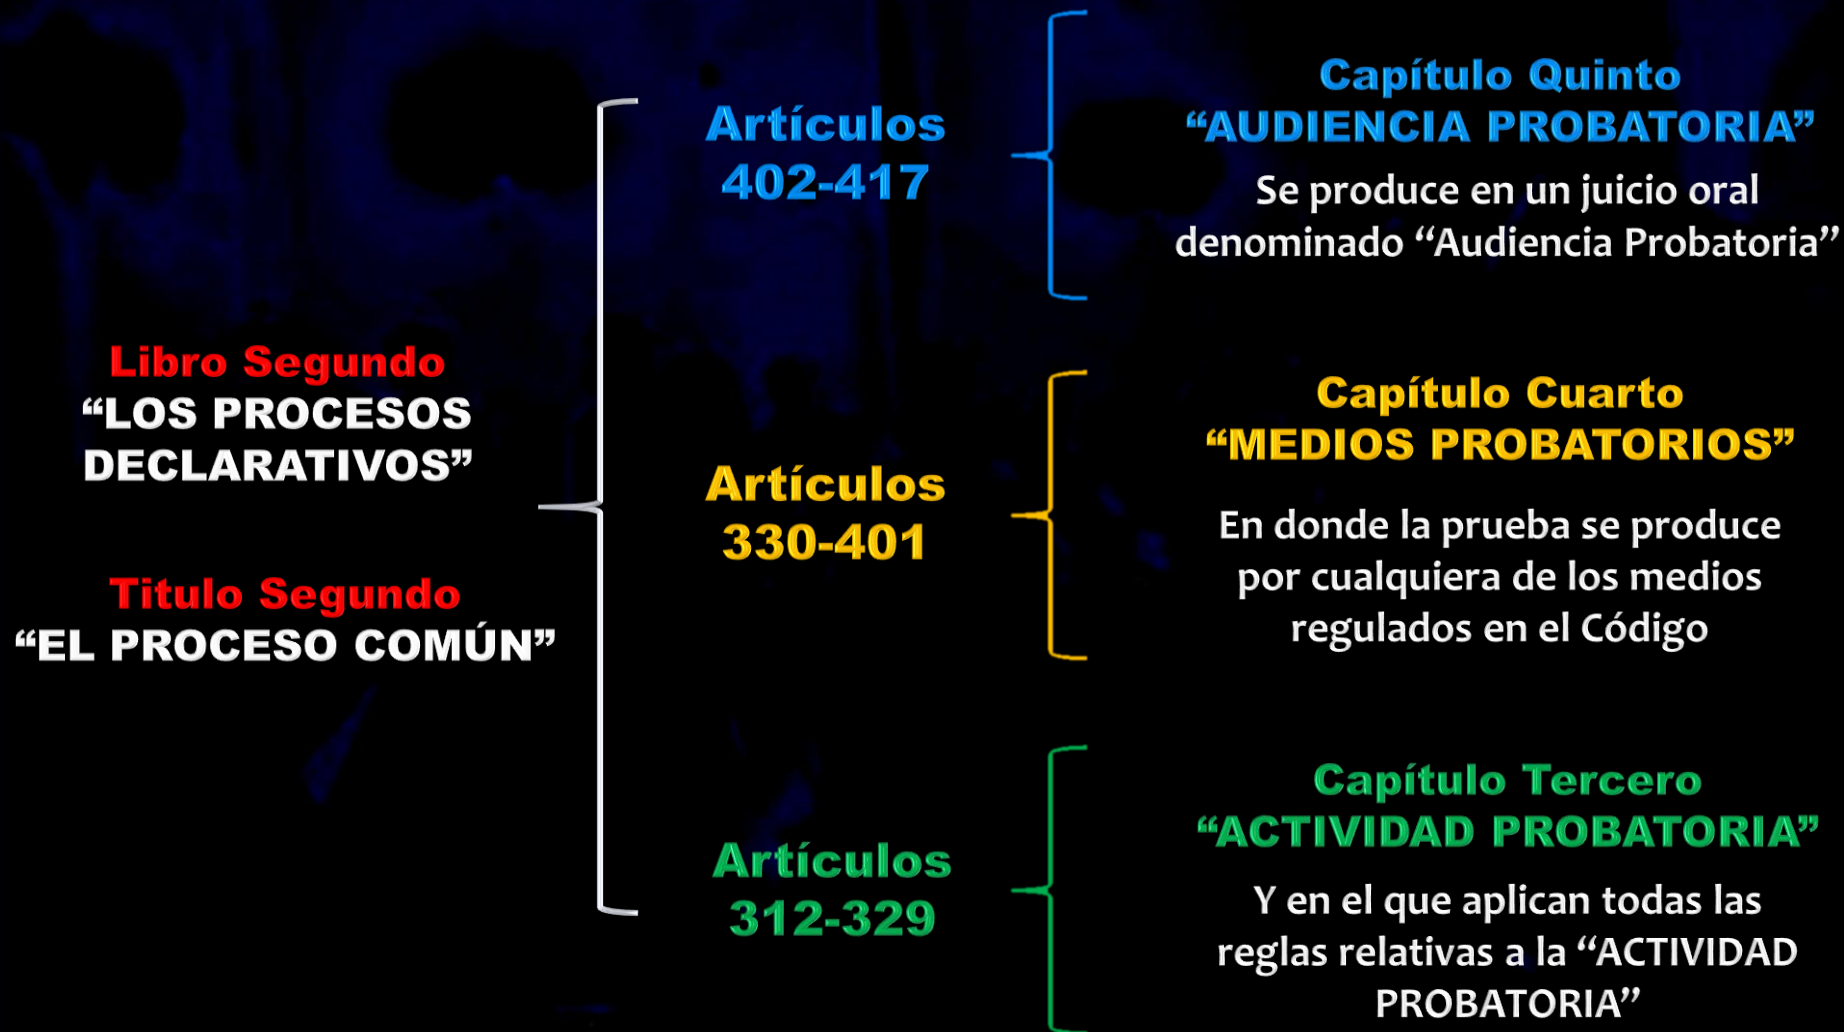 Libro Segundo
“LOS PROCESOS
DECLARATIVOS”
Titulo Segundo
“EL PROCESO COMÚN”
Artículos
402-417
Capítulo Quinto
“AUDIENCIA PROBATORIA”
Se produce en un juicio oral
denominado “Audiencia Probatoria”
Artículos
330-401
Capítulo Cuarto
“MEDIOS PROBATORIOS”
En donde la prueba se produce
por cualquiera de los medios
regulados en el Código
Artículos
312-329
Capítulo Tercero
“ACTIVIDAD PROBATORIA”
Y en el que aplican todas las
reglas relativas a la “ACTIVIDAD
PROBATORIA”